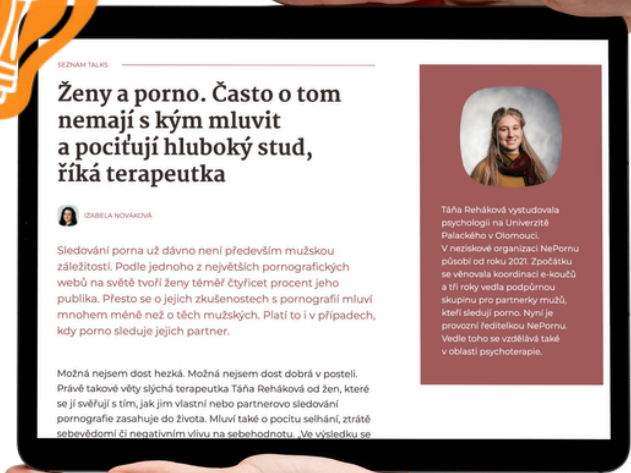 SEZNAM TALKS
Ženy a porno. Často o tom
nemají s kým mluvit
a pociťují hluboký stud,
říká terapeutka
IZABELA NOVÁKOVÁ
Sledování porna už dávno není především mužskou
záležitostí. Podle jednoho z největších pornografických
webů na světě tvoří ženy téměř čtyřicet procent jeho
publika. Přesto se o jejich zkušenostech s pornografií mluví
mnohem méně než o těch mužských. Platí to i v případech,
kdy porno sleduje jejich partner.
Možná nejsem dost hezká. Možná nejsem dost dobrá v posteli.
Právě takové věty slýchá terapeutka Táňa Reháková od žen, které
se jí svěřují s tím, jak jim vlastní nebo partnerovo sledování
pornografie zasahuje do života. Mluví také o pocitu selhání, ztrátě
sebevědomí či negativním vlivu na sebehodnotu. „Ve výsledku se
Táňa Reháková vystudovala
psychologii na Univerzitě
Palackého v Olomouci.
V neziskové organizaci NePornu
působí od roku 2021. Zpočátku
se věnovala koordinaci e-koučů
a tři roky vedla podpůrnou
skupinu pro partnerky mužů,
kteří sledují porno. Nyní je
provozní ředitelkou NePornu.
Vedle toho se vzdělává také
v oblasti psychoterapie.